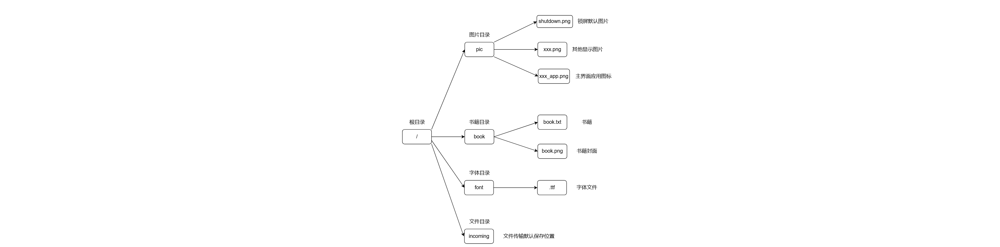 shutdown.png 锁屏默认图片
图片目录
pic
xxx.png 其他显示图片
xxx_app.png 主界面应用图标
根目录
/
书籍目录
book
book.txt 书籍
book.png 书籍封面
字体目录
font
.ttf 字体文件
文件目录
incoming 文件传输默认保存位置